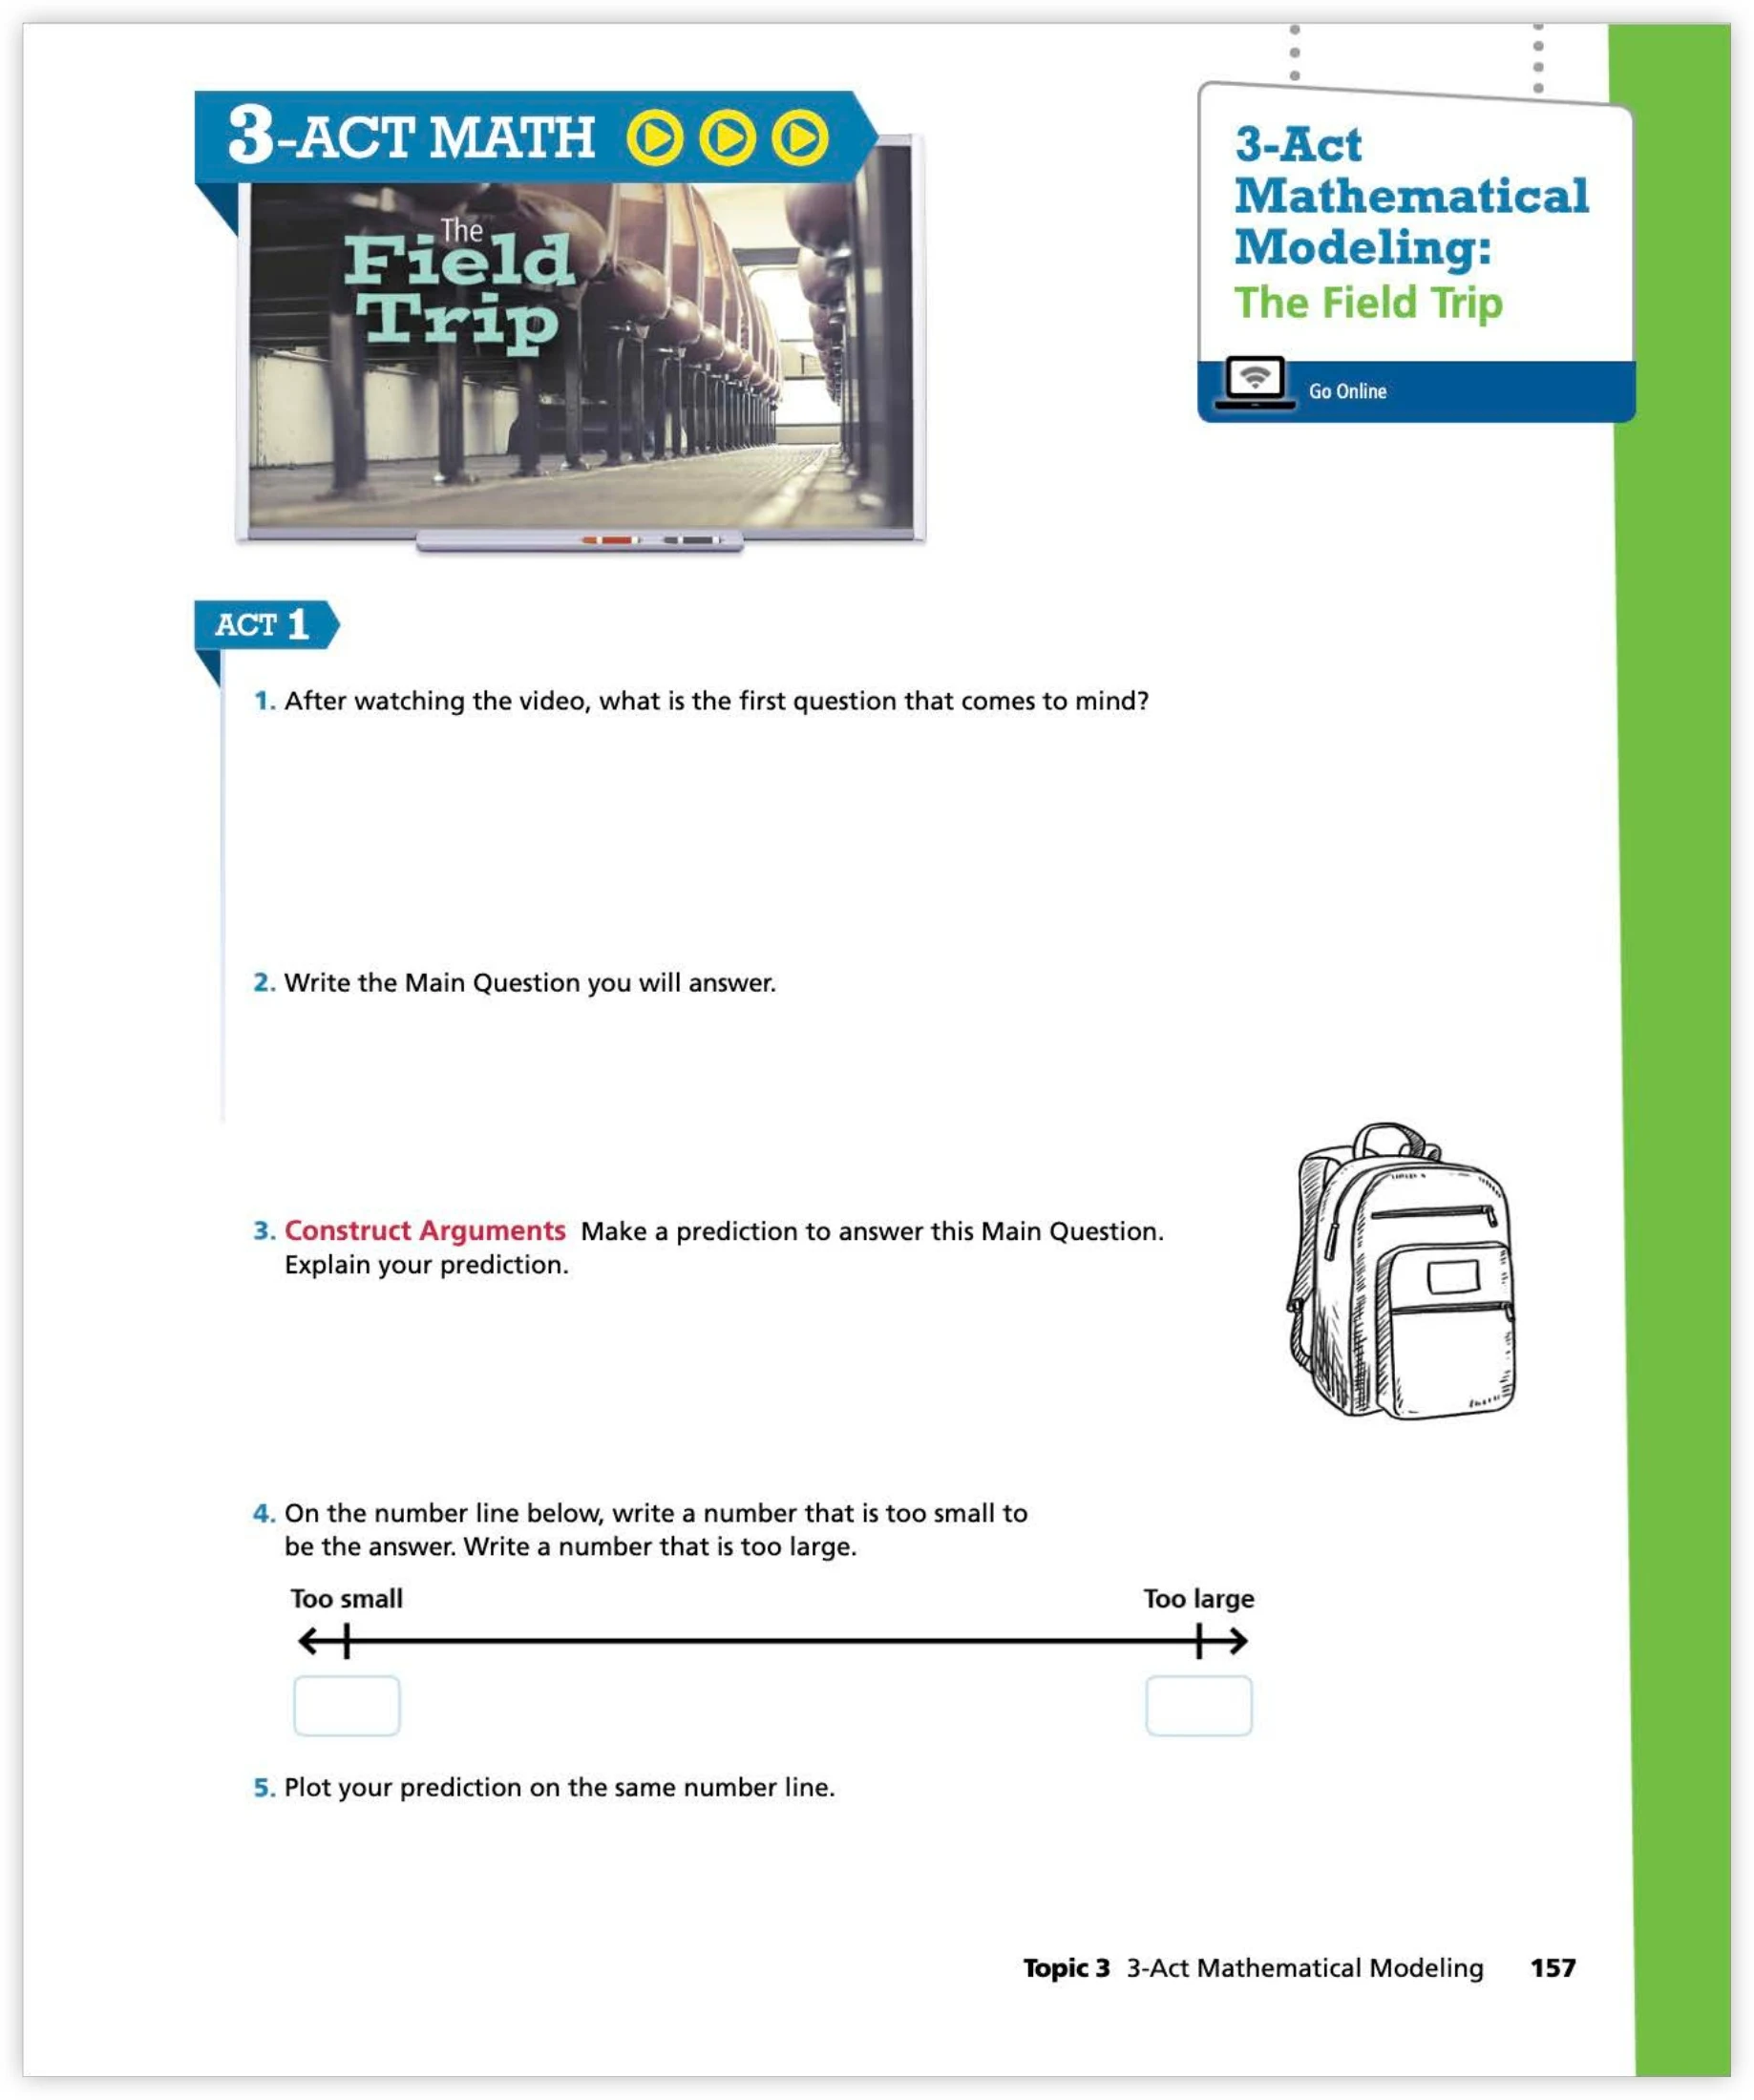 3-ACT MATH
The
Field
Trip
3-Act
Mathematical
Modeling:
The Field Trip
Go Online
ACT 1
1. After watching the video, what is the first question that comes to mind?
2. Write the Main Question you will answer.
3. Construct Arguments Make a prediction to answer this Main Question.
Explain your prediction.
4. On the number line below, write a number that is too small to
be the answer. Write a number that is too large.
Too small
Too large
5. Plot your prediction on the same number line.
Topic 3 3-Act Mathematical Modeling 157